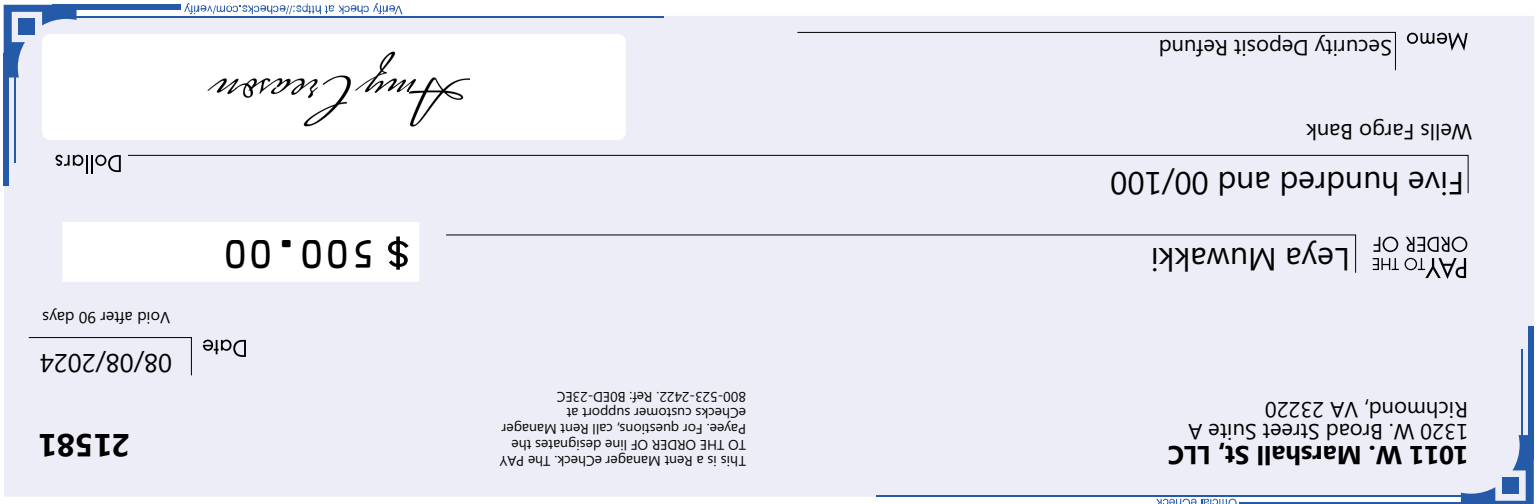 Official eCheck
1011 W. Marshall St, LLC
1320 W. Broad Street Suite A
Richmond, VA 23220
This is a Rent Manager eCheck. The PAY
TO THE ORDER OF line designates the
Payee. For questions, call Rent Manager
eChecks customer support at
800-523-2422. Ref: B0ED-23EC
21581
Date 08/08/2024
Void after 90 days
PAY TO THE
ORDER OF Leya Muwakki
$ 500.00
Five hundred and 00/100
Dollars
Wells Fargo Bank
Amy Creason
Memo Security Deposit Refund
Verify check at https://echecks.com/verify